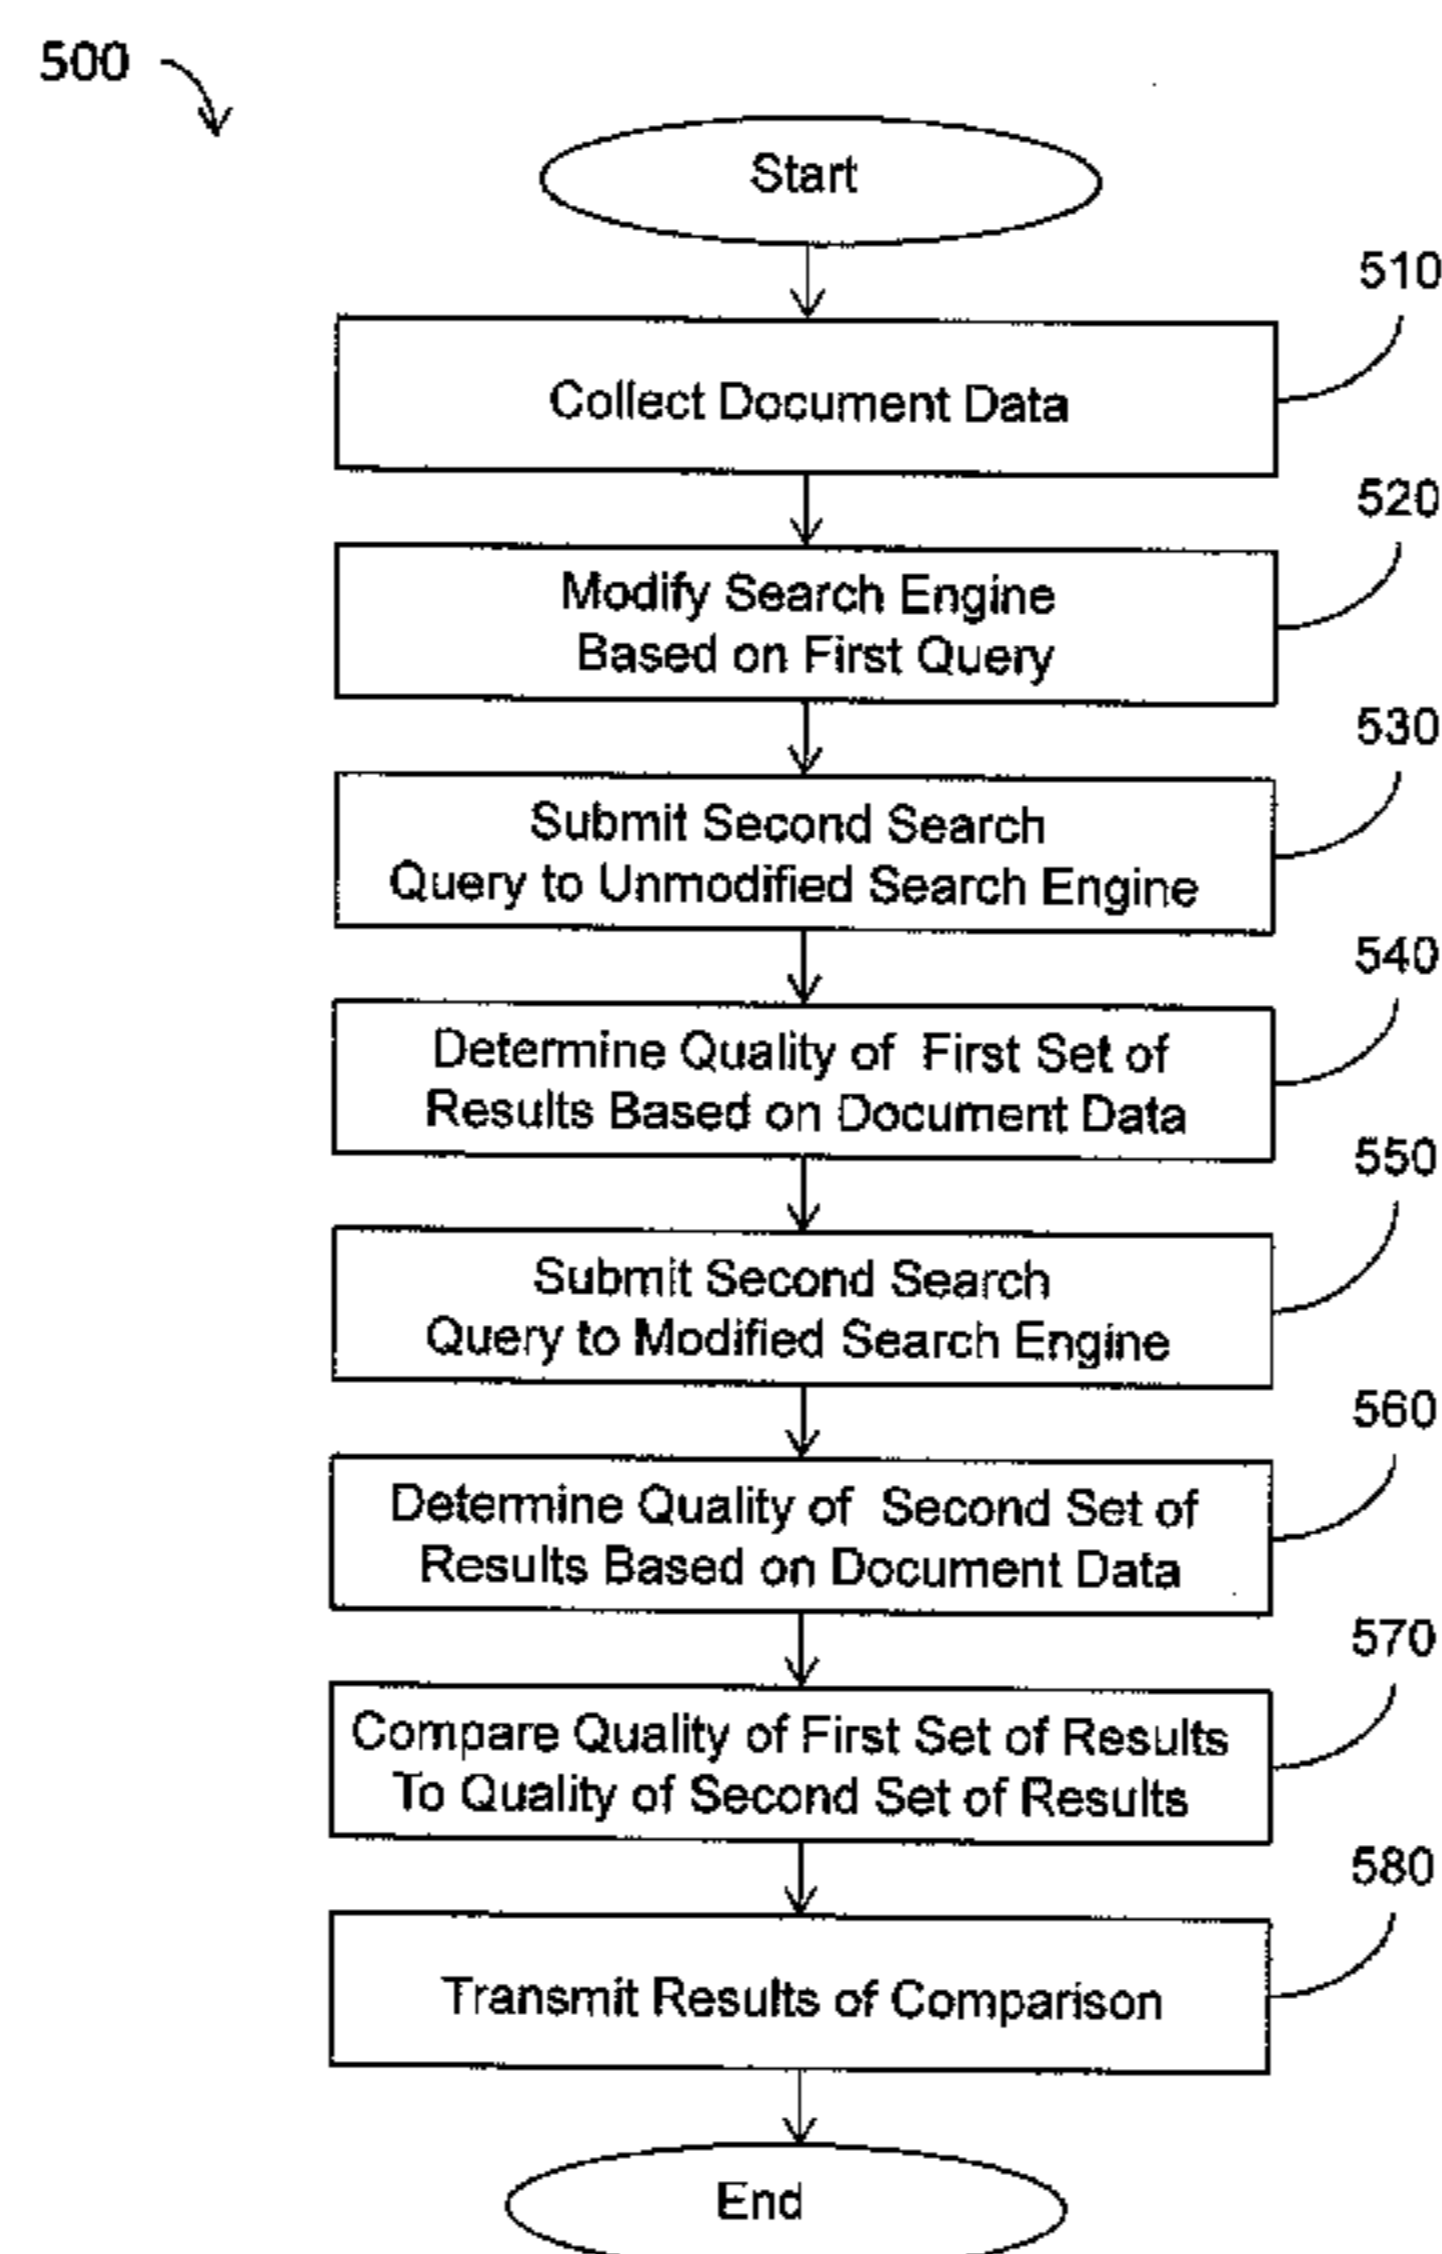 500
Start
510
Collect Document Data
520
Modify Search Engine
Based on First Query
530
Submit Second Search
Query to Unmodified Search Engine
540
Determine Quality of First Set of
Results Based on Document Data
550
Submit Second Search
Query to Modified Search Engine
560
Determine Quality of Second Set of
Results Based on Document Data
570
Compare Quality of First Set of Results
To Quality of Second Set of Results
580
Transmit Results of Comparison
End